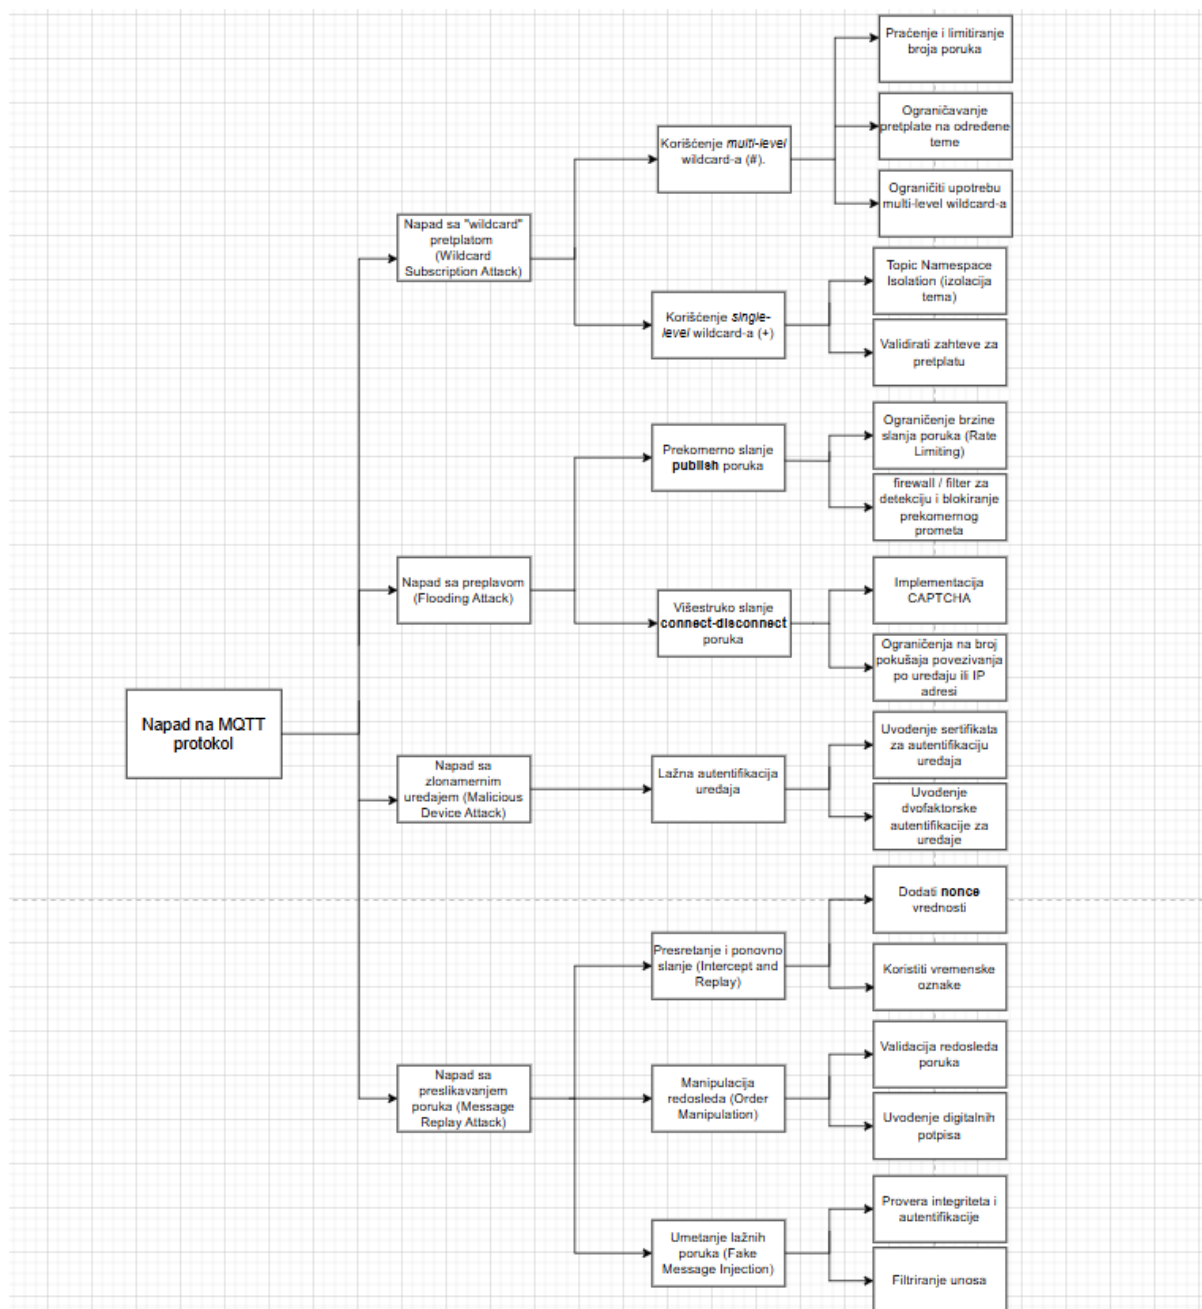 Praćenje i limitiranje
broja poruka
Ograničavanje
pretplate na određene
teme
Korišćenje multi-level
wildcard-a (#).
Ograničiti upotrebu
multi-level wildcard-a
Napad sa "wildcard"
pretplatom
(Wildcard
Subscription Attack)
Topic Namespace
Isolation (izolacija
tema)
Korišćenje single-
level wildcard-a (+)
Validirati zahteve za
pretplatu
Ograničenje brzine
slanja poruka (Rate
Limiting)
Prekomerno slanje
publish poruka
firewall / filter za
detekciju i blokiranje
prekomernog
prometa
Napad sa preplavom
(Flooding Attack)
Implementacija
CAPTCHA
Višestruko slanje
connect-disconnect
poruka
Ograničenja na broj
pokušaja povezivanja
po uređaju ili IP
adresi
Napad na MQTT
protokol
Uvođenje sertifikata
za autentifikaciju
uređaja
Napad sa
zlonamernim
uređajem (Malicious
Device Attack)
Lažna autentifikacija
uređaja
Uvođenje
dvofaktorske
autentifikacije za
uređaje
Dodati nonce
vrednosti
Presretanje i ponovno
slanje (Intercept and
Replay)
Koristiti vremenske
oznake
Validacija redosleda
poruka
Napad sa
preslikavanjem
poruka (Message
Replay Attack)
Manipulacija
redosleda (Order
Manipulation)
Uvođenje digitalnih
potpisa
Provera integriteta i
autentifikacije
Umetanje lažnih
poruka (Fake
Message Injection)
Filtriranje unosa